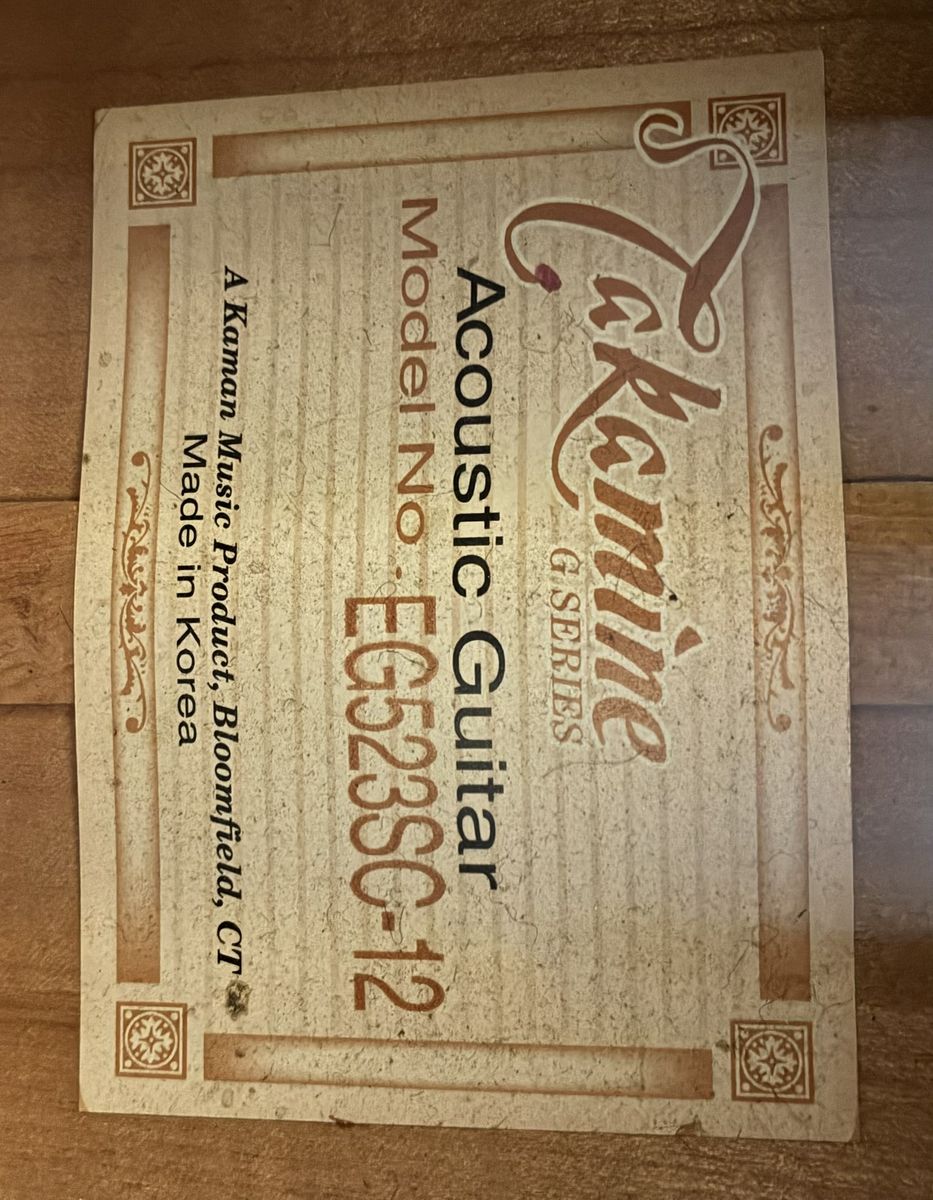 Takamine
G SERIES
Acoustic Guitar
Model No. EG523SC-12
A Kaman Music Product, Bloomfield, CT
Made in Korea